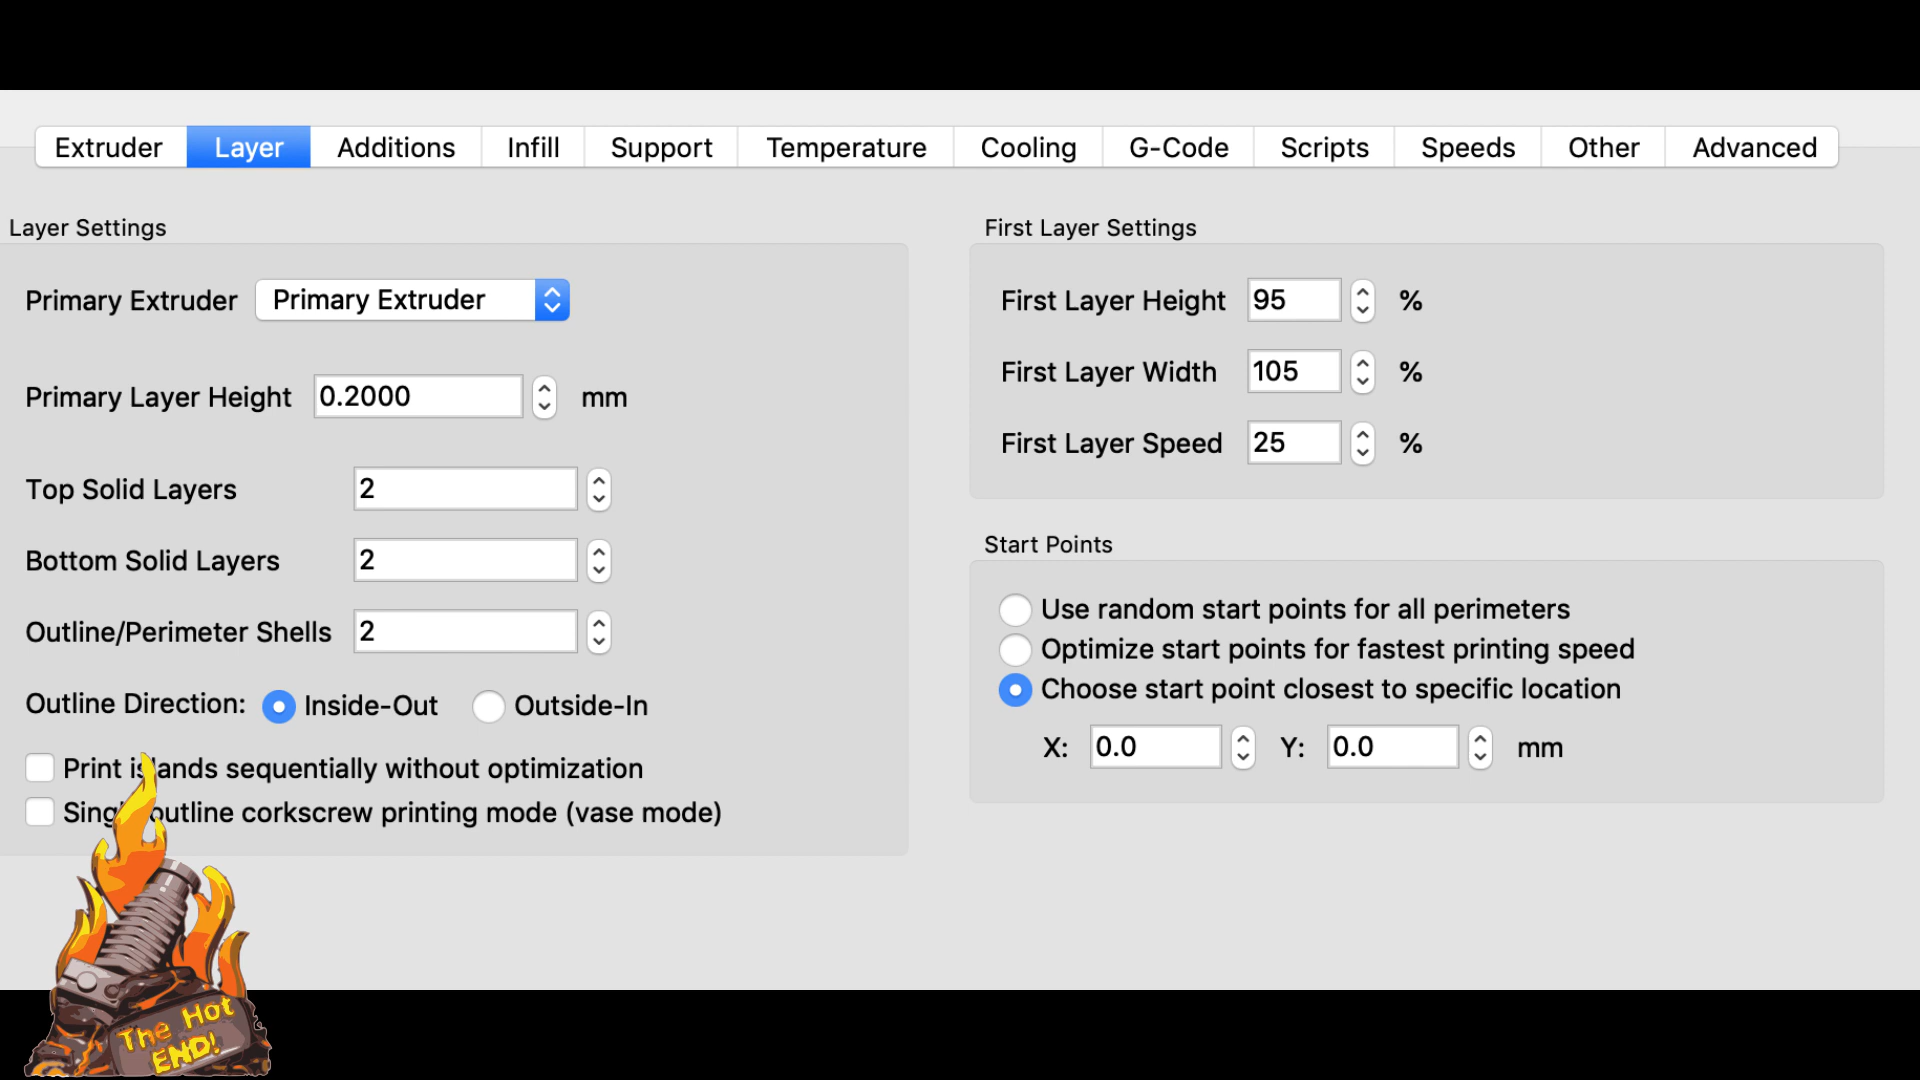 Extruder Layer Additions Infill Support Temperature Cooling G-Code Scripts Speeds Other Advanced
Layer Settings
Primary Extruder Primary Extruder
Primary Layer Height 0.2000 mm
Top Solid Layers 2
Bottom Solid Layers 2
Outline/Perimeter Shells 2
Outline Direction: Inside-Out Outside-In
Print islands sequentially without optimization
Single outline corkscrew printing mode (vase mode)
First Layer Settings
First Layer Height 95 %
First Layer Width 105 %
First Layer Speed 25 %
Start Points
Use random start points for all perimeters
Optimize start points for fastest printing speed
Choose start point closest to specific location
X: 0.0 Y: 0.0 mm
The Hot
END!